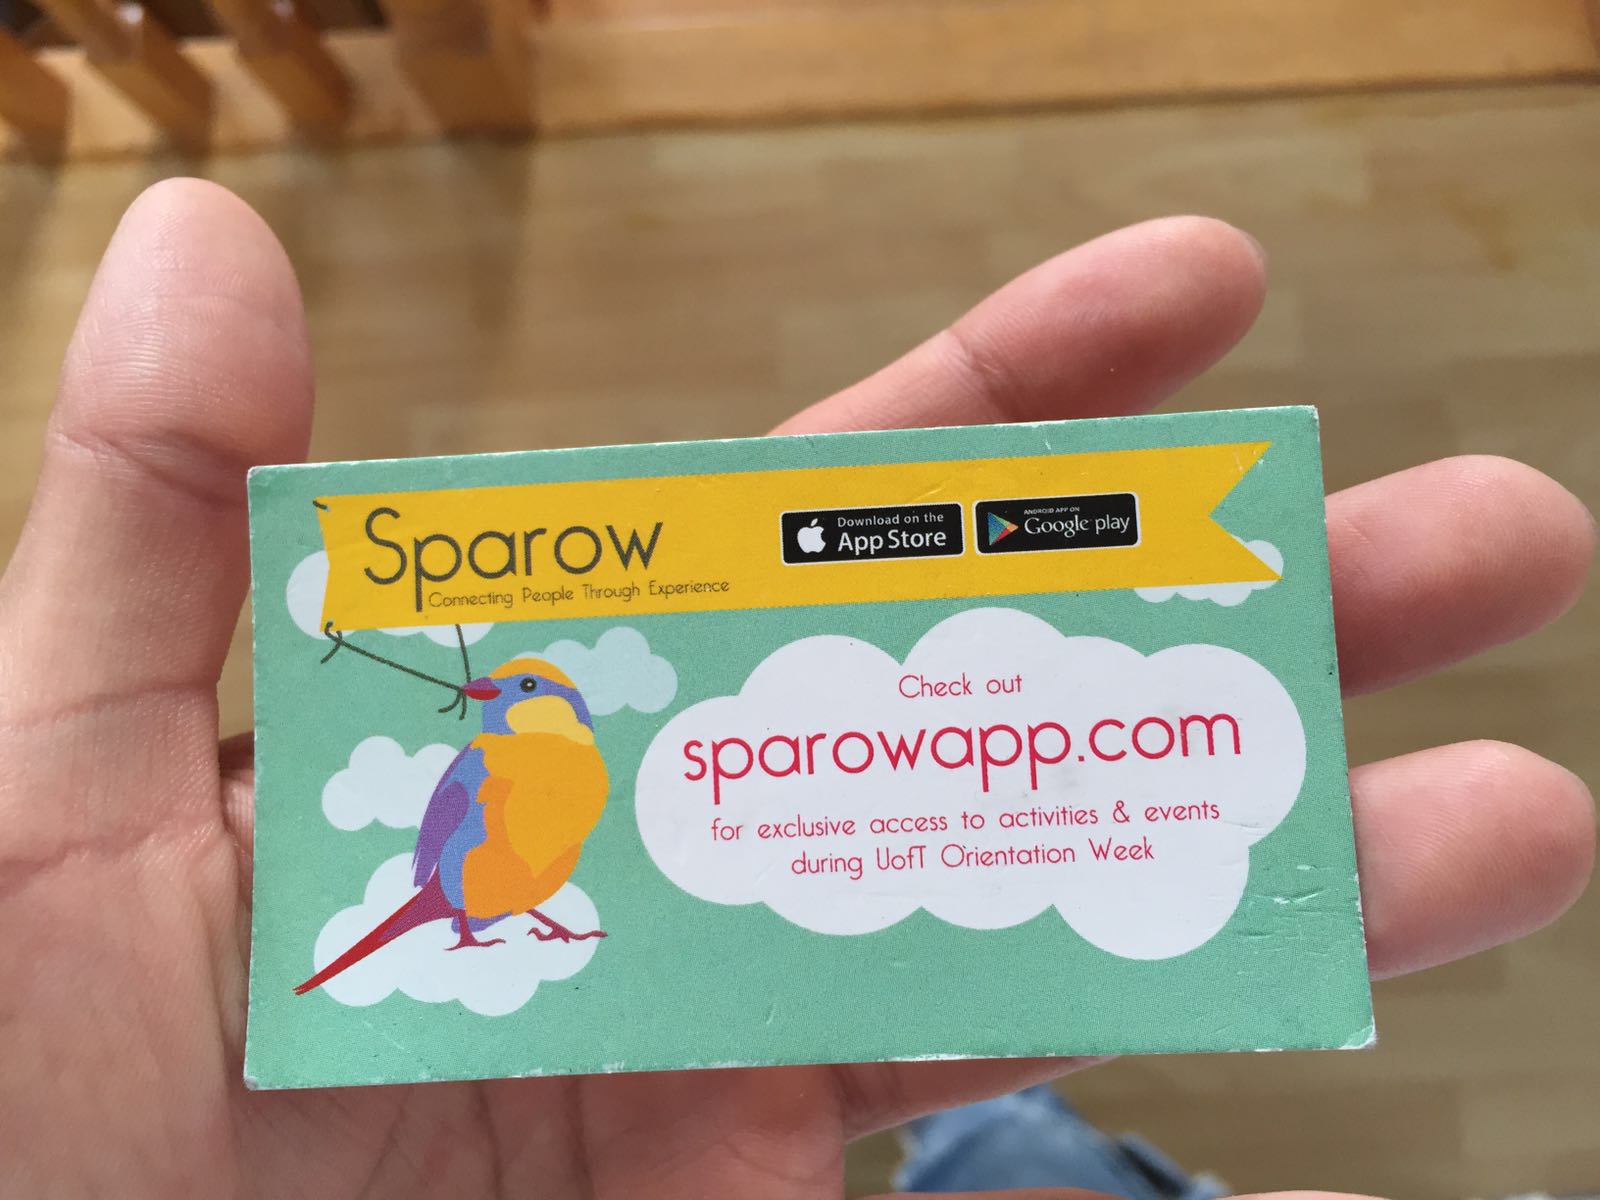 Sparow
Connecting People Through Experience
Download on the
App Store
ANDROID APP ON
Google play
Check out
sparowapp.com
for exclusive access to activities & events
during UofT Orientation Week